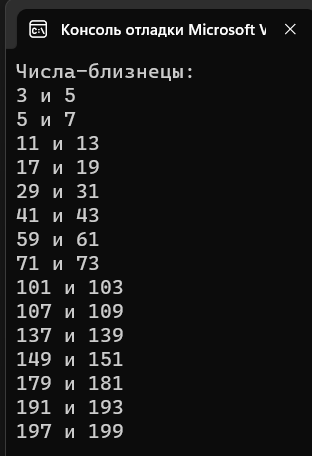 Консоль отладки Microsoft V
Числа-близнецы:
3 и 5
5 и 7
11 и 13
17 и 19
29 и 31
41 и 43
59 и 61
71 и 73
101 и 103
107 и 109
137 и 139
149 и 151
179 и 181
191 и 193
197 и 199